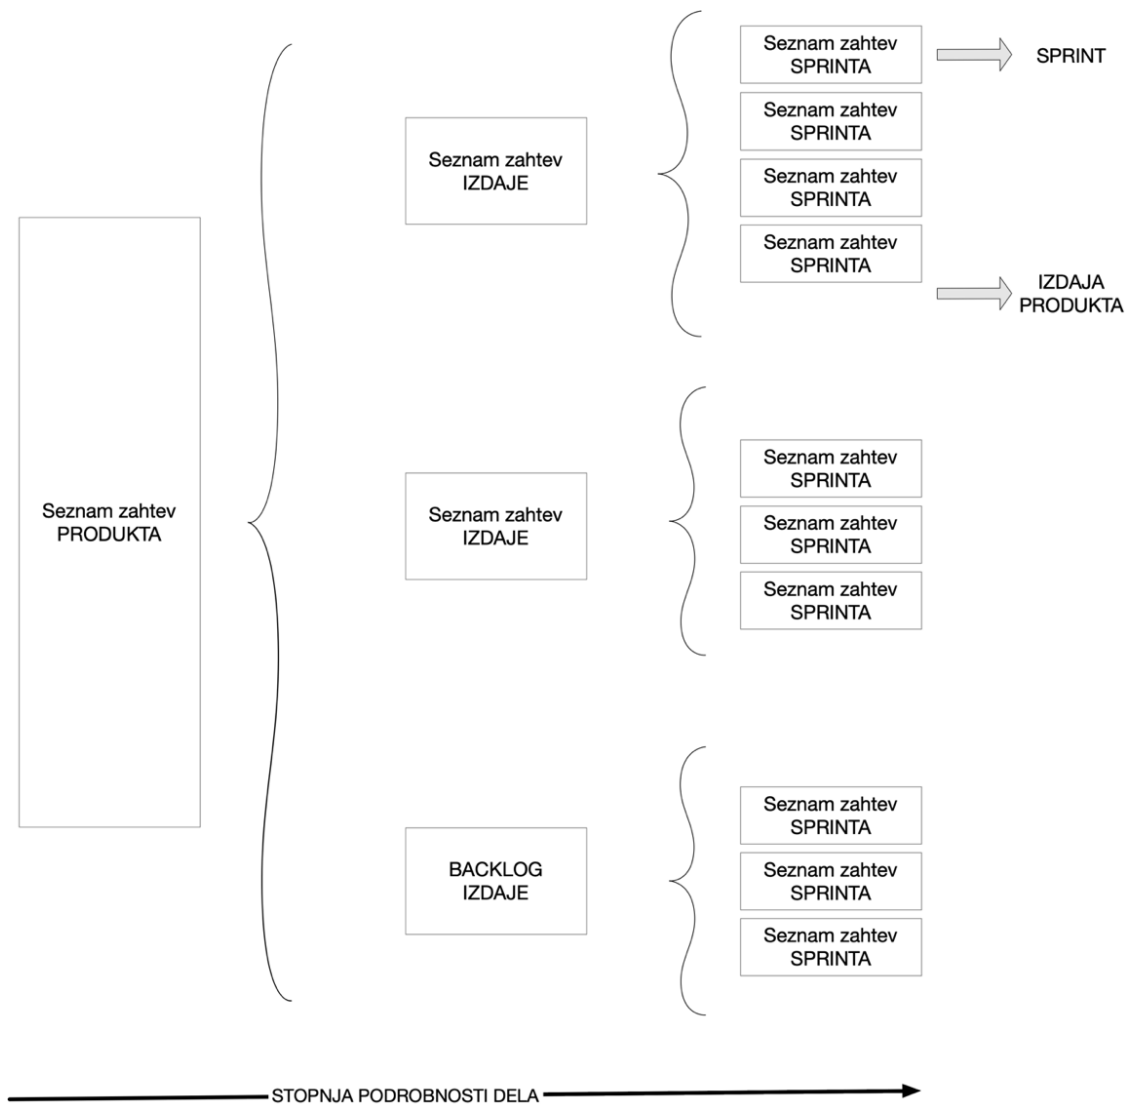 Seznam zahtev
PRODUKTA
Seznam zahtev
IZDAJE
Seznam zahtev
SPRINTA
SPRINT
Seznam zahtev
SPRINTA
Seznam zahtev
SPRINTA
Seznam zahtev
SPRINTA
IZDAJA
PRODUKTA
Seznam zahtev
IZDAJE
Seznam zahtev
SPRINTA
Seznam zahtev
SPRINTA
Seznam zahtev
SPRINTA
BACKLOG
IZDAJE
Seznam zahtev
SPRINTA
Seznam zahtev
SPRINTA
Seznam zahtev
SPRINTA
STOPNJA PODROBNOSTI DELA